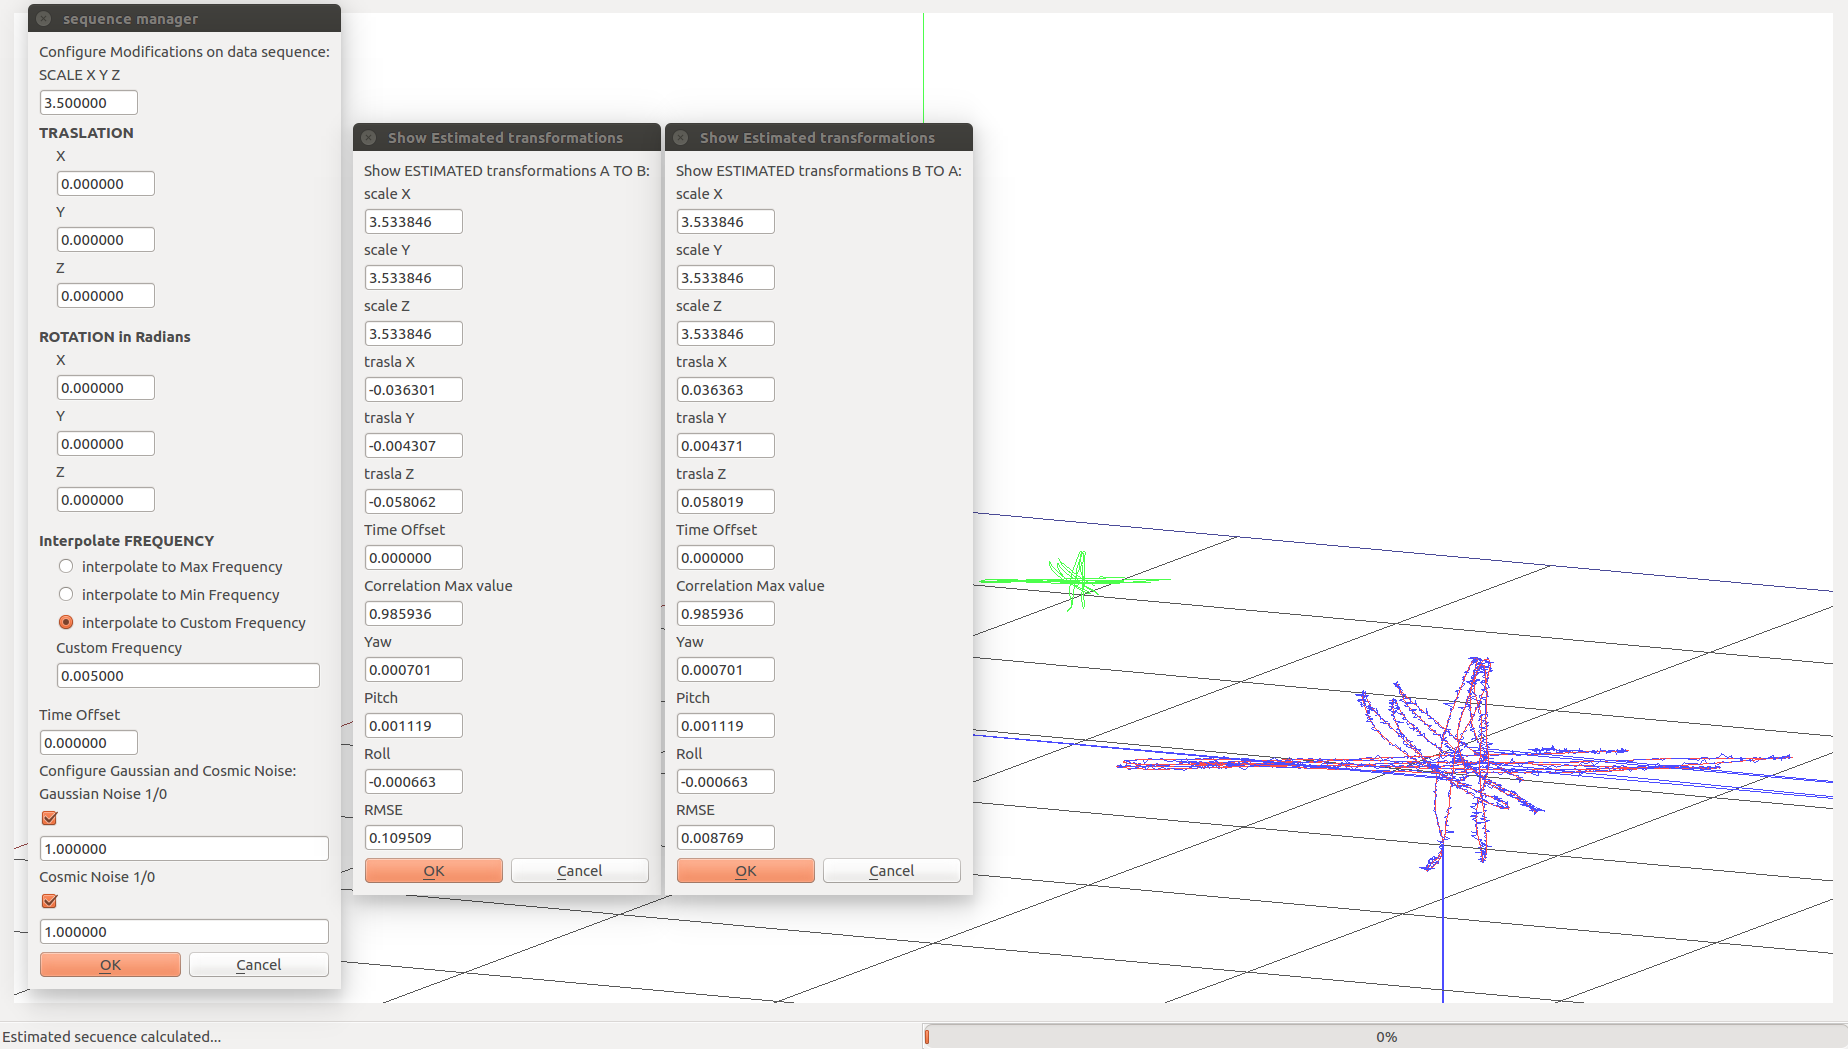 sequence manager
Configure Modifications on data sequence:
SCALE X Y Z
3.500000
TRASLATION
X
0.000000
Y
0.000000
Z
0.000000
ROTATION in Radians
X
0.000000
Y
0.000000
Z
0.000000
Interpolate FREQUENCY
interpolate to Max Frequency
interpolate to Min Frequency
interpolate to Custom Frequency
Custom Frequency
0.005000
Time Offset
0.000000
Configure Gaussian and Cosmic Noise:
Gaussian Noise 1/0
1.000000
Cosmic Noise 1/0
1.000000
OK Cancel
Show Estimated transformations
Show ESTIMATED transformations A TO B:
scale X
3.533846
scale Y
3.533846
scale Z
3.533846
trasla X
-0.036301
trasla Y
-0.004307
trasla Z
-0.058062
Time Offset
0.000000
Correlation Max value
0.985936
Yaw
0.000701
Pitch
0.001119
Roll
-0.000663
RMSE
0.109509
OK Cancel
Show Estimated transformations
Show ESTIMATED transformations B TO A:
scale X
3.533846
scale Y
3.533846
scale Z
3.533846
trasla X
0.036363
trasla Y
0.004371
trasla Z
0.058019
Time Offset
0.000000
Correlation Max value
0.985936
Yaw
0.000701
Pitch
0.001119
Roll
-0.000663
RMSE
0.008769
OK Cancel
Estimated secuence calculated...
0%